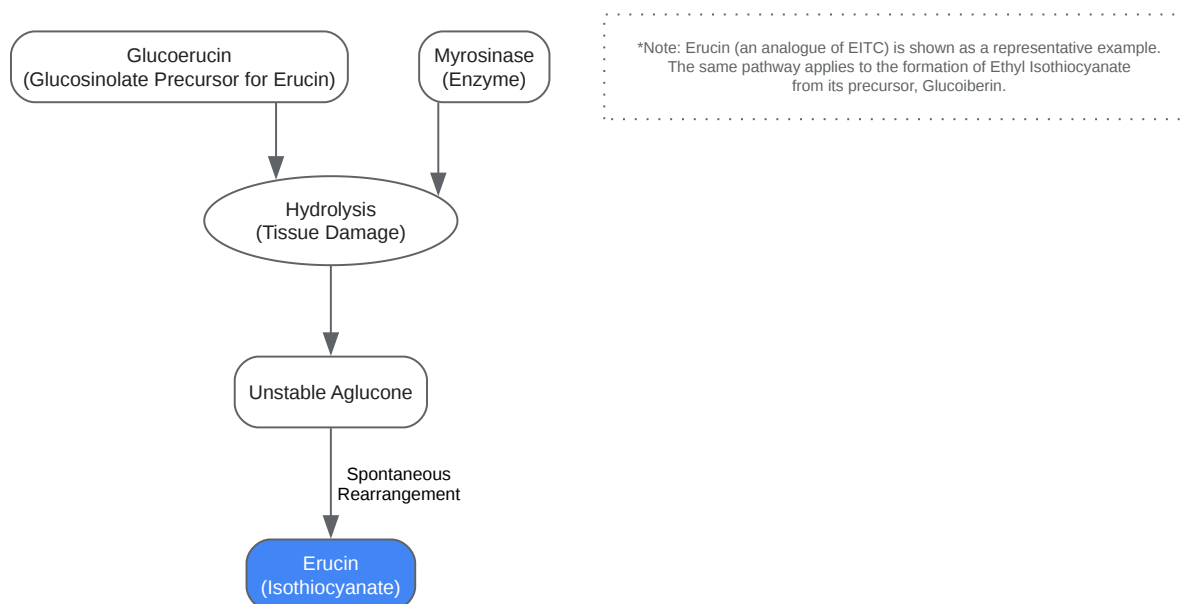 Glucoerucin
(Glucosinolate Precursor for Erucin)
Myrosinase
(Enzyme)
*Note: Erucin (an analogue of EITC) is shown as a representative example.
The same pathway applies to the formation of Ethyl Isothiocyanate
from its precursor, Glucoiberin.
Hydrolysis
(Tissue Damage)
Unstable Aglucone
Spontaneous
Rearrangement
Erucin
(Isothiocyanate)